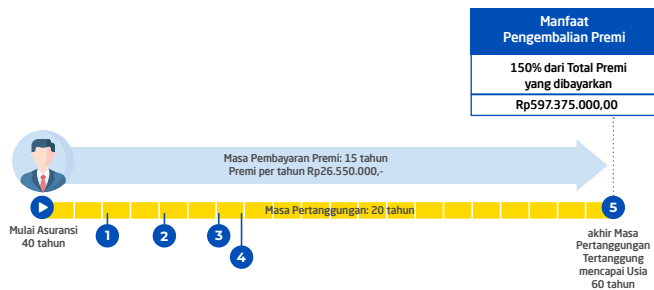 Manfaat
Pengembalian Premi
150% dari Total Premi
yang dibayarkan
Rp597.375.000,00
Masa Pembayaran Premi: 15 tahun
Premi per tahun Rp26.550.000,-
Masa Pertanggungan: 20 tahun
Mulai Asuransi
40 tahun
1
2
3
4
5
akhir Masa
Pertanggungan
Tertanggung
mencapai Usia
60 tahun